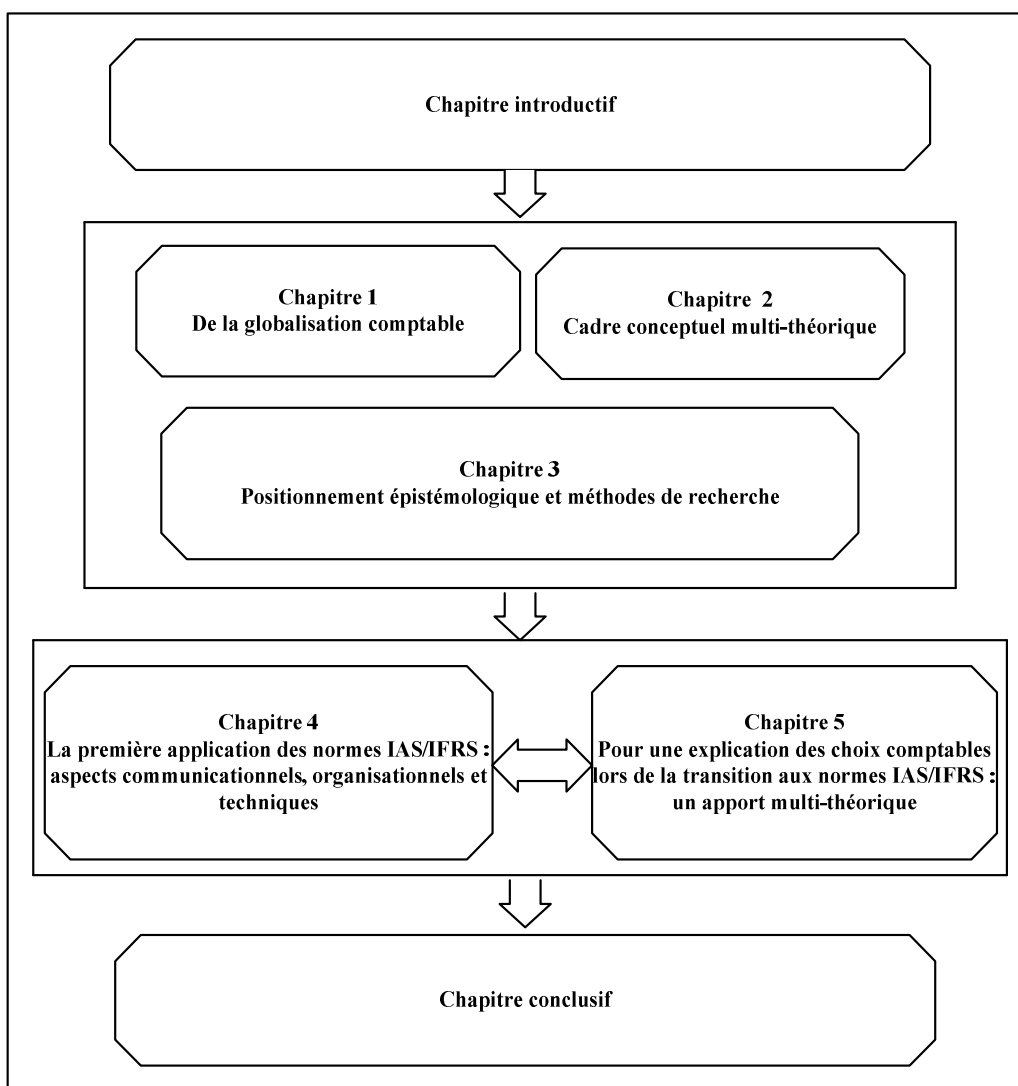 Chapitre introductif
Chapitre 1
De la globalisation comptable
Chapitre 2
Cadre conceptuel multi-théorique
Chapitre 3
Positionnement épistémologique et méthodes de recherche
Chapitre 4
La première application des normes IAS/IFRS :
aspects communicationnels, organisationnels et
techniques
Chapitre 5
Pour une explication des choix comptables
lors de la transition aux normes IAS/IFRS :
un apport multi-théorique
Chapitre conclusif